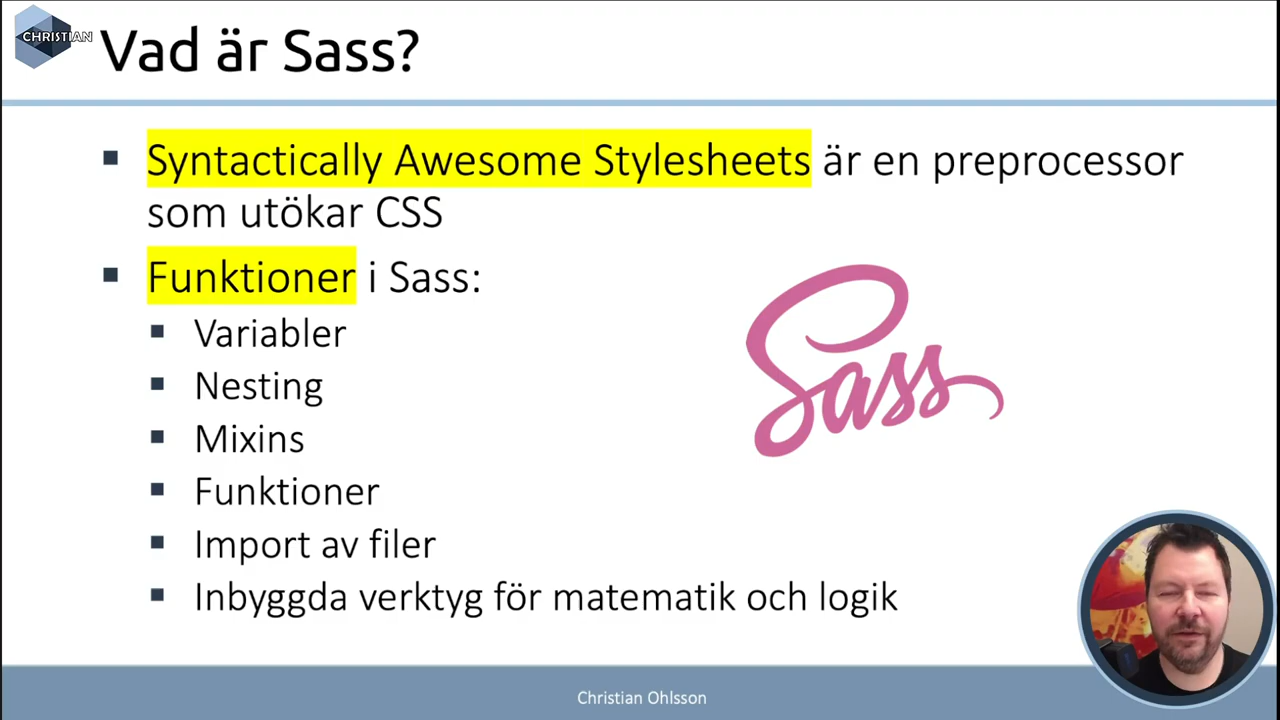 CHRISTIAN
Vad är Sass?
Syntactically Awesome Stylesheets är en preprocessor
som utökar CSS
Funktioner i Sass:
Variabler
Nesting
Mixins
Funktioner
Import av filer
Inbyggda verktyg för matematik och logik
Sass
Christian Ohlsson